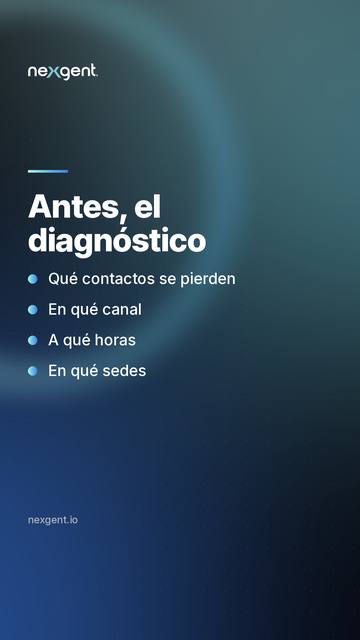 nexgent.
Antes, el
diagnóstico
Qué contactos se pierden
En qué canal
A qué horas
En qué sedes
nexgent.io